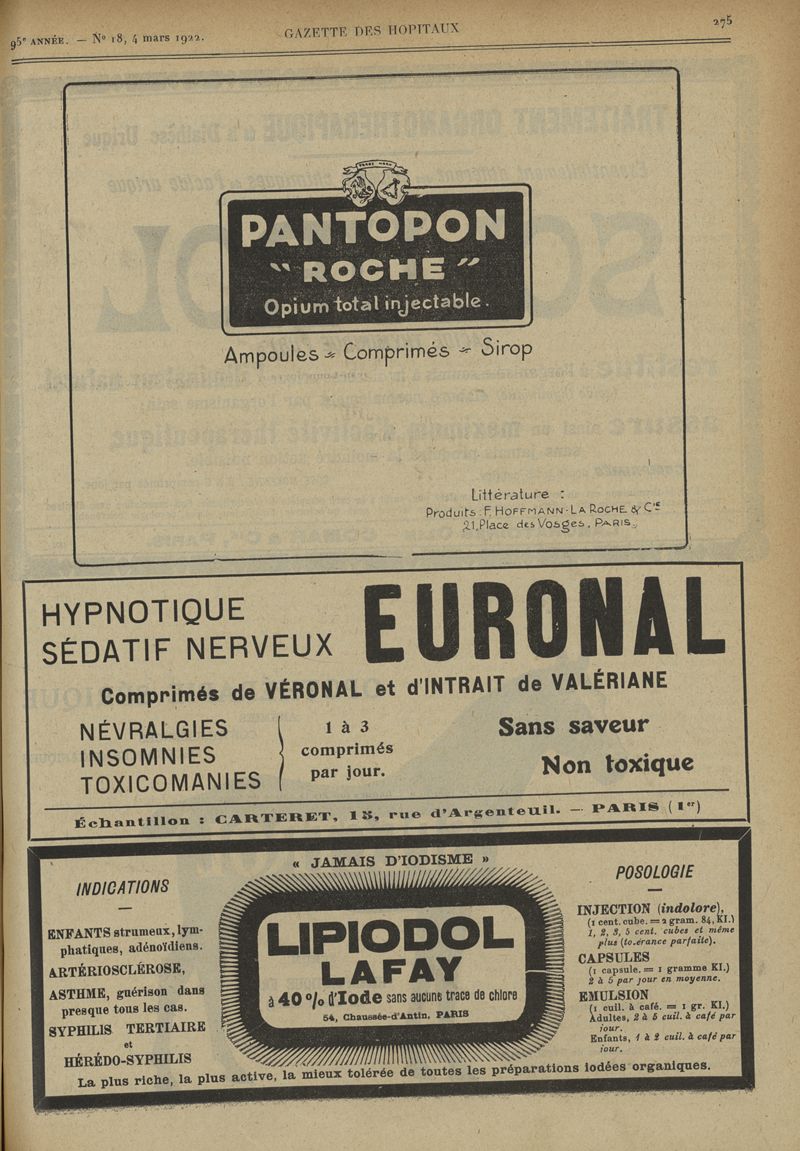 95e ANNÉE. — No 18, 4 mars 1922.
GAZETTE DES HOPITAUX
275
PANTOPON
"ROCHE"
Opium total injectable.
Ampoules - Comprimés - Sirop
Littérature :
Produits : F. HOFFMANN-LA ROCHE & Cie
21, Place des Vosges, PARIS.
HYPNOTIQUE
SÉDATIF NERVEUX
EURONAL
Comprimés de VÉRONAL et d'INTRAIT de VALÉRIANE
NÉVRALGIES
INSOMNIES
TOXICOMANIES
1 à 3
comprimés
par jour.
Sans saveur
Non toxique
Échantillon : CARTERET, 15, rue d'Argenteuil. — PARIS (1er)
« JAMAIS D'IODISME »
INDICATIONS
ENFANTS strumeux, lym-
phatiques, adénoïdiens.
ARTÉRIOSCLÉROSE,
ASTHME, guérison dans
presque tous les cas.
SYPHILIS TERTIAIRE
et
HÉRÉDO-SYPHILIS
LIPIODOL
LAFAY
à 40 % d'Iode sans aucune trace de chlore
54, Chaussée-d'Antin, PARIS
POSOLOGIE
INJECTION (indolore),
(1 cent. cube. = 2 gram. 84, KI.)
1, 2, 3, 5 cent. cubes et même
plus (tolérance parfaite).
CAPSULES
(1 capsule. = 1 gramme KI.)
2 à 5 par jour en moyenne.
EMULSION
(1 cuil. à café. = 1 gr. KI.)
Adultes, 2 à 5 cuil. à café par
jour.
Enfants, 1 à 2 cuil. à café par
jour.
La plus riche, la plus active, la mieux tolérée de toutes les préparations iodées organiques.